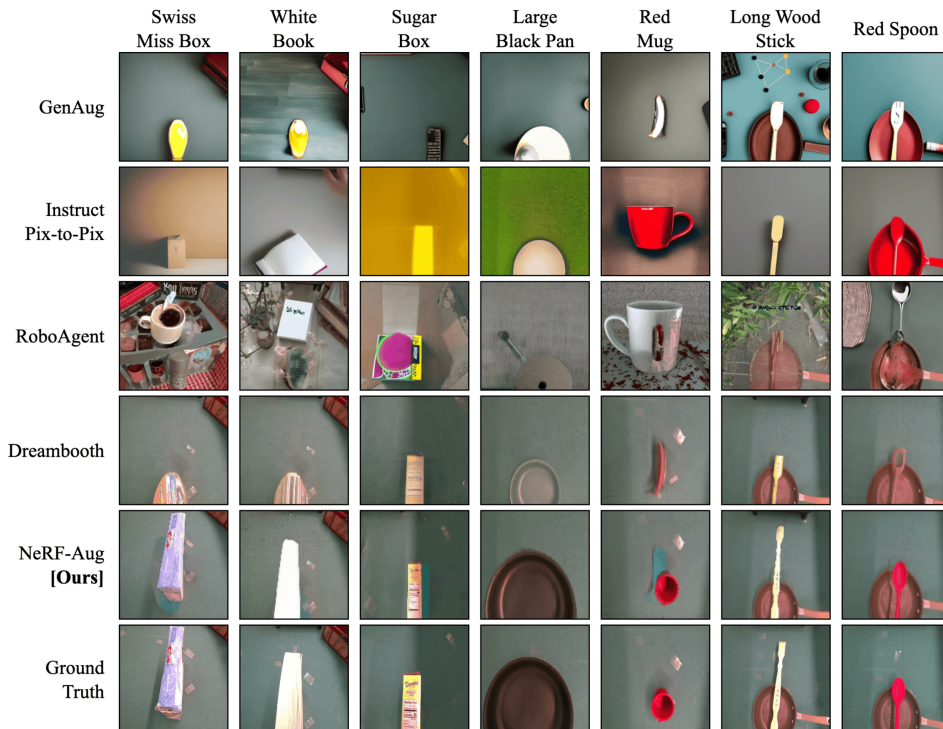 Swiss
Miss Box
White
Book
Sugar
Box
Large
Black Pan
Red
Mug
Long Wood
Stick
Red Spoon
GenAug
Instruct
Pix-to-Pix
RoboAgent
Dreambooth
NeRF-Aug
[Ours]
Ground
Truth